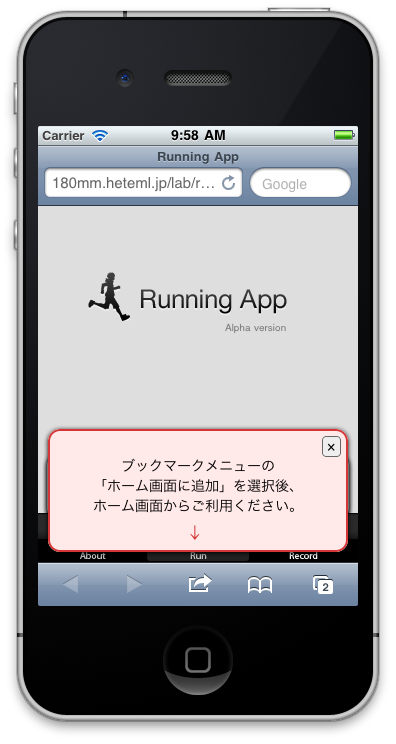 Carrier 9:58 AM
Running App
180mm.heteml.jp/lab/r... Google
Running App
Alpha version
×
ブックマークメニューの
「ホーム画面に追加」を選択後、
ホーム画面からご利用ください。
↓
About Run Record
2